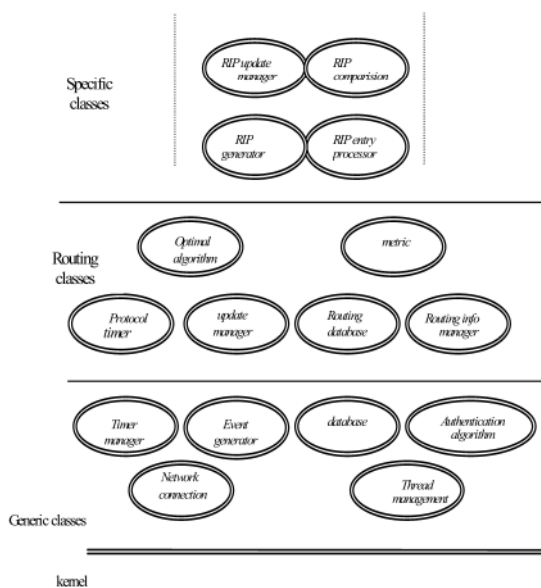 Specific
classes
RIP update
manager
RIP
comparision
RIP
generator
RIP entry
processor
Routing
classes
Optimal
algorithm
metric
Protocol
timer
update
manager
Routing
database
Routing info
manager
Generic classes
Timer
manager
Event
generator
database
Authentication
algorithm
Network
connection
Thread
management
kernel